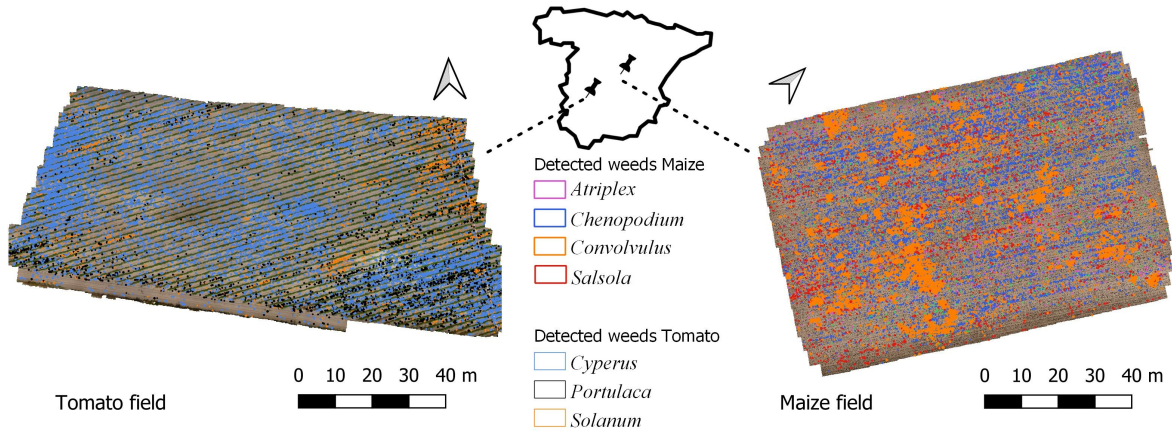 Detected weeds Maize
Atriplex
Chenopodium
Convolvulus
Salsola
Detected weeds Tomato
Cyperus
Portulaca
Solanum
0 10 20 30 40 m
Tomato field
0 10 20 30 40 m
Maize field